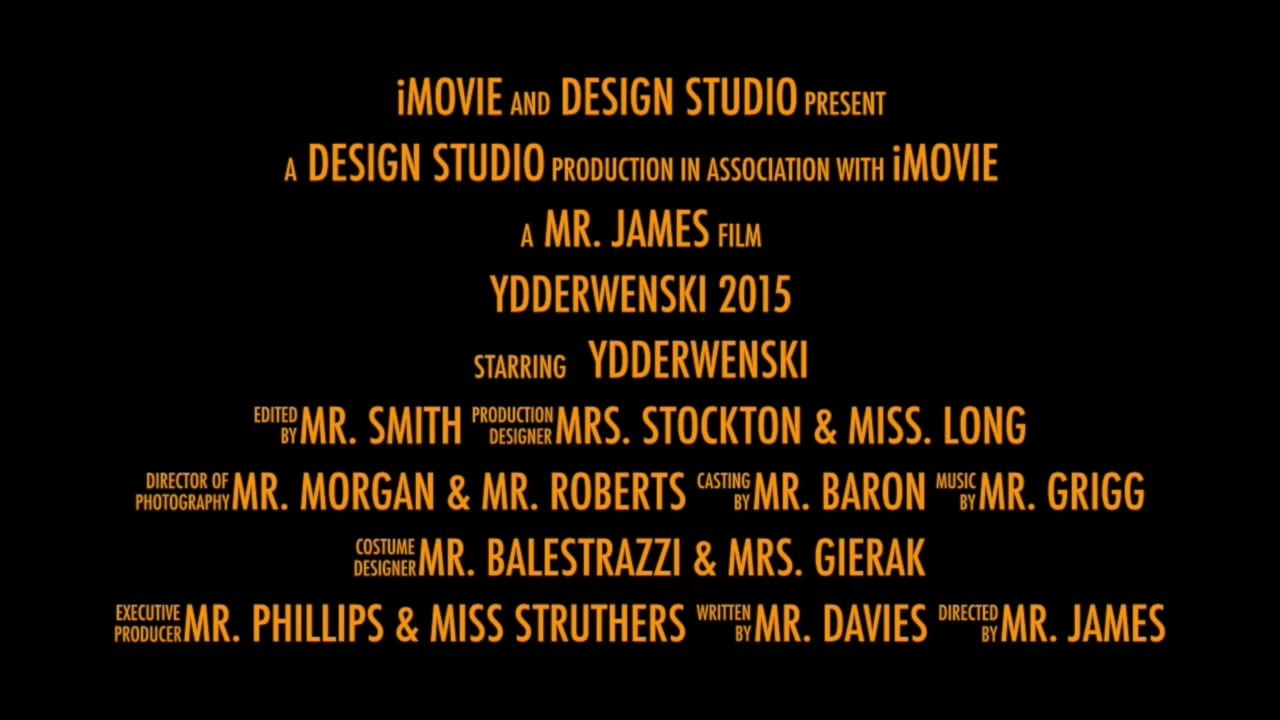 iMOVIE AND DESIGN STUDIO PRESENT
A DESIGN STUDIO PRODUCTION IN ASSOCIATION WITH iMOVIE
A MR. JAMES FILM
YDDERWENSKI 2015
STARRING YDDERWENSKI
EDITED BY MR. SMITH PRODUCTION DESIGNER MRS. STOCKTON & MISS. LONG
DIRECTOR OF PHOTOGRAPHY MR. MORGAN & MR. ROBERTS CASTING BY MR. BARON MUSIC BY MR. GRIGG
COSTUME DESIGNER MR. BALESTRAZZI & MRS. GIERAK
EXECUTIVE PRODUCER MR. PHILLIPS & MISS STRUTHERS WRITTEN BY MR. DAVIES DIRECTED BY MR. JAMES